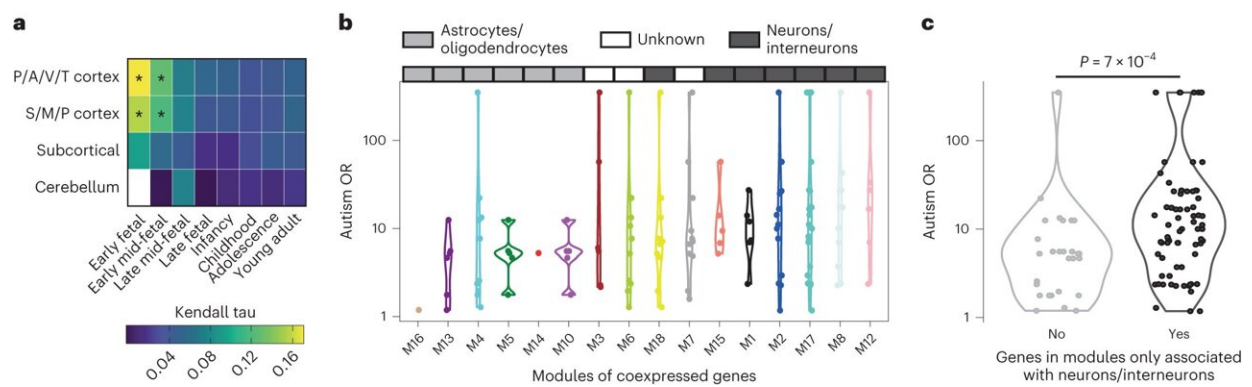 a
P/A/V/T cortex
S/M/P cortex
Subcortical
Cerebellum
* *
* *
Early fetal
Early mid-fetal
Late mid-fetal
Late fetal
Infancy
Childhood
Adolescence
Young adult
Kendall tau
0.04 0.08 0.12 0.16
b
Astrocytes/
oligodendrocytes
Unknown
Neurons/
interneurons
Autism OR
100
10
1
M16 M13 M4 M5 M14 M10 M3 M6 M18 M7 M15 M1 M2 M17 M8 M12
Modules of coexpressed genes
c
P = 7 × 10⁻⁴
Autism OR
100
10
1
No Yes
Genes in modules only associated
with neurons/interneurons